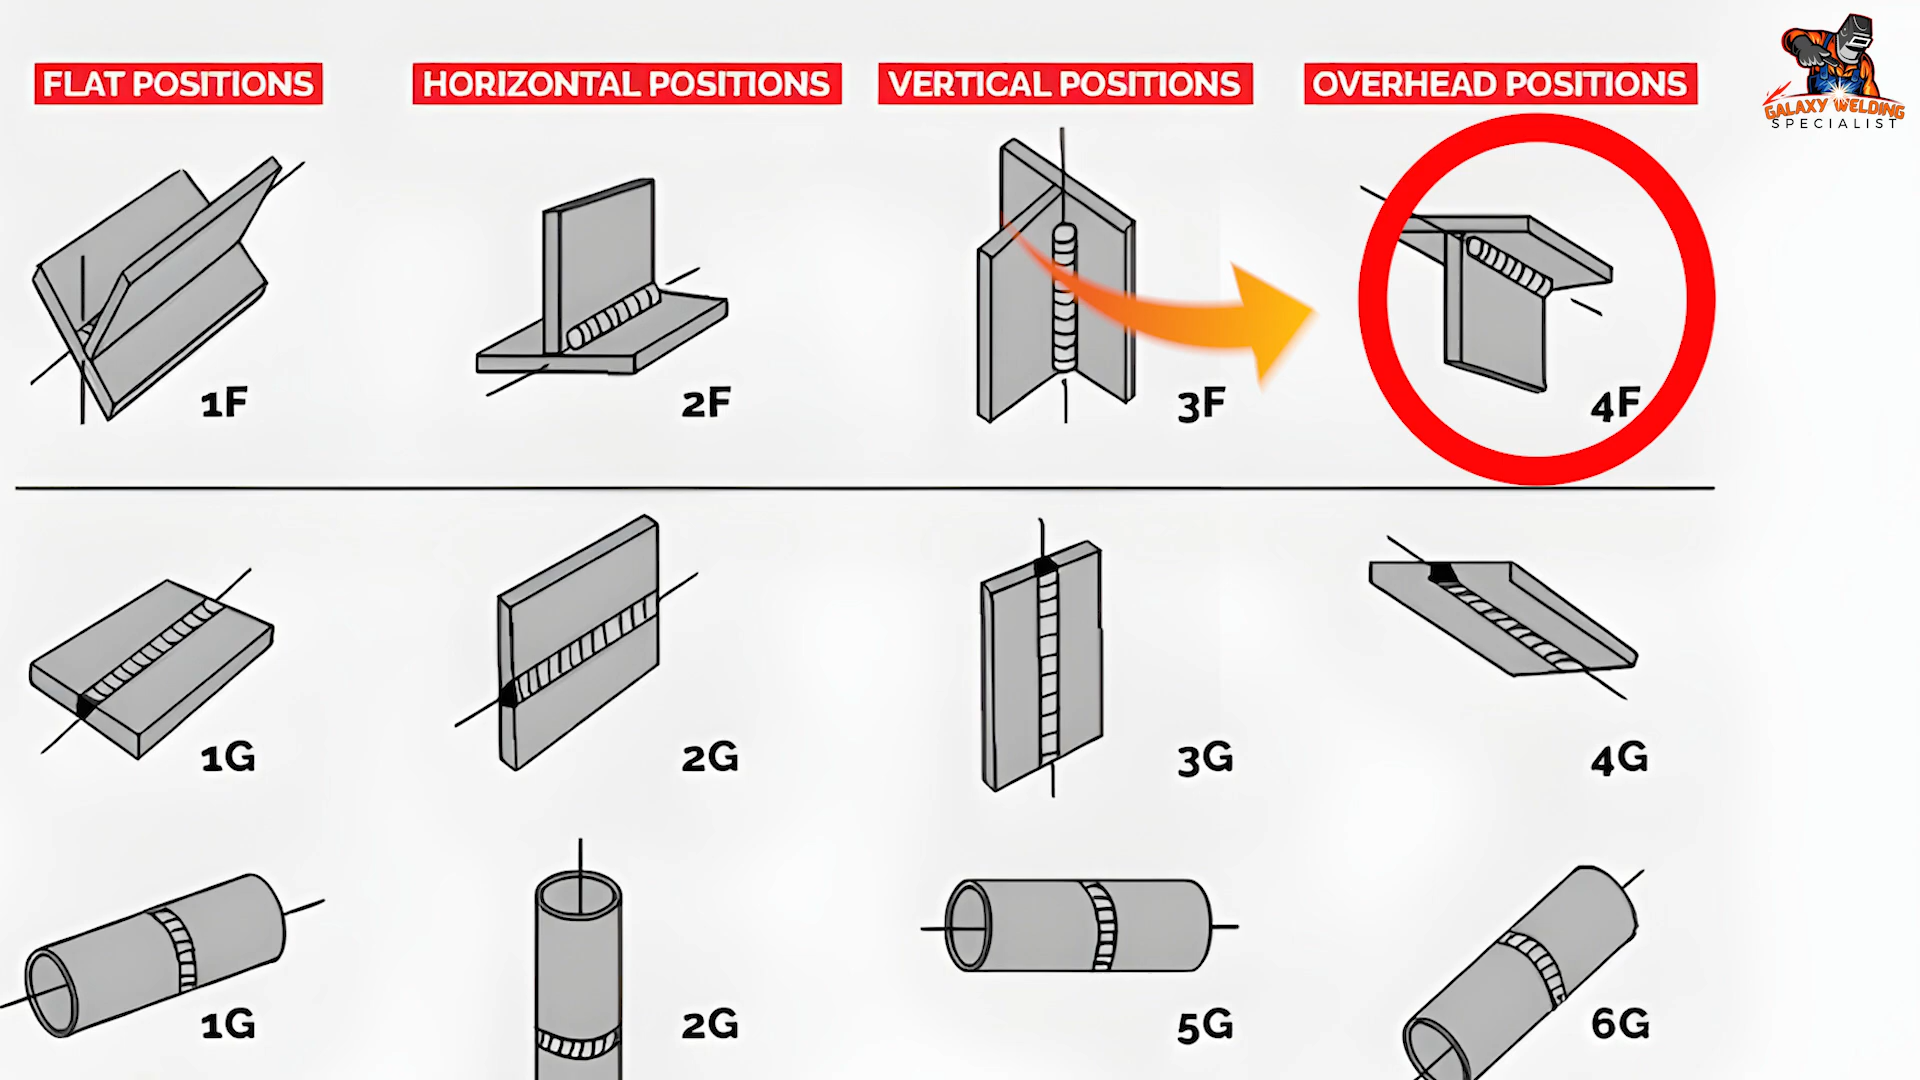 FLAT POSITIONS
HORIZONTAL POSITIONS
VERTICAL POSITIONS
OVERHEAD POSITIONS
GALAXY WELDING
SPECIALIST
1F
2F
3F
4F
1G
2G
3G
4G
1G
2G
5G
6G